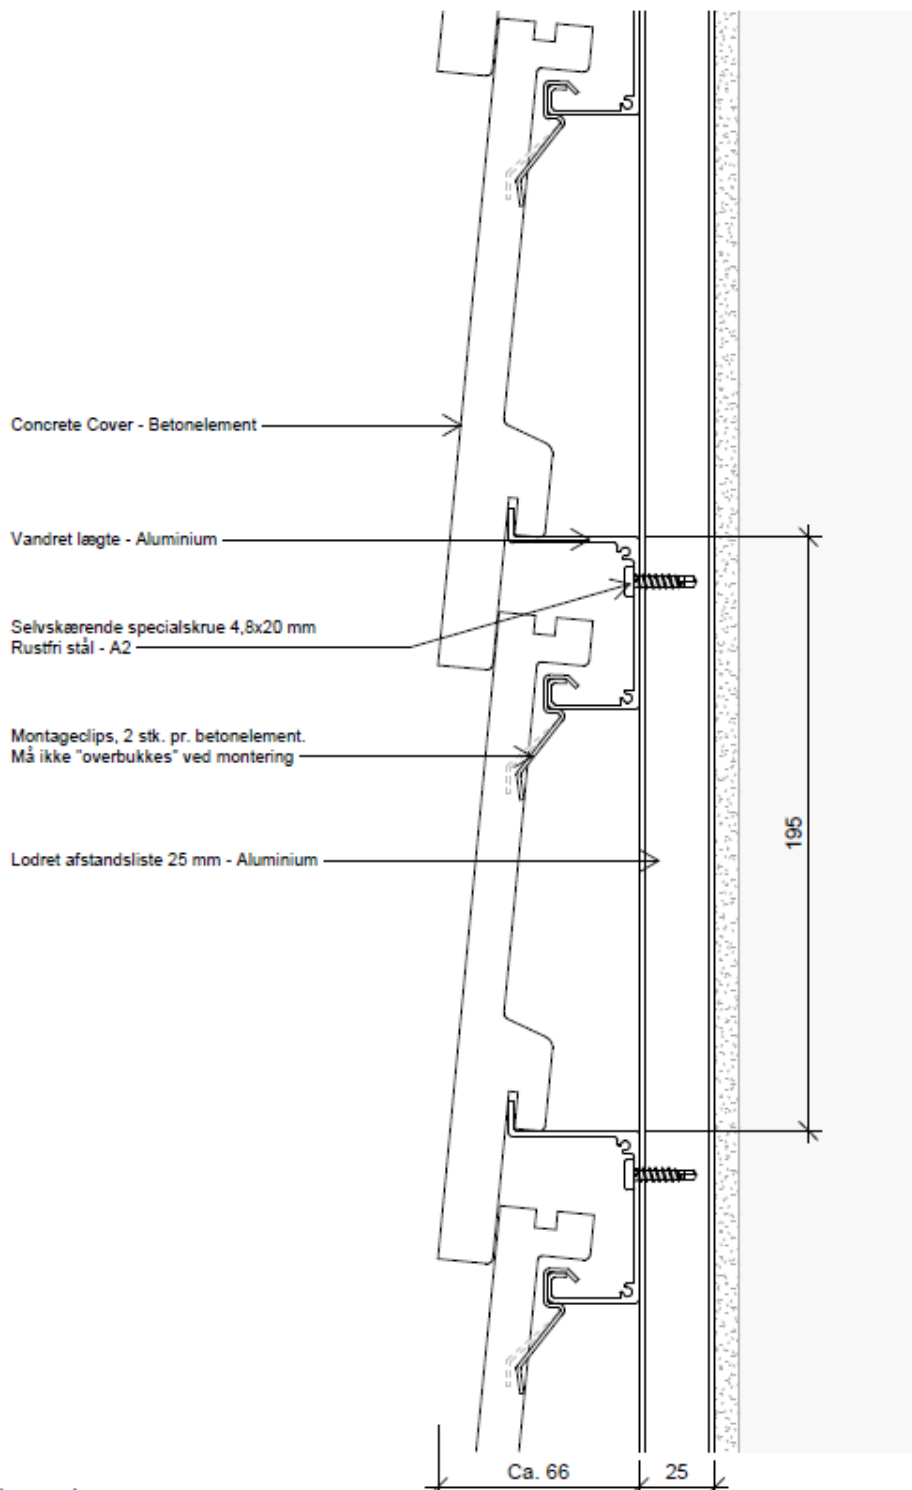 Concrete Cover - Betonelement
Vandret lægte - Aluminium
Selvskærende specialskrue 4,8x20 mm
Rustfri stål - A2
Montageclips, 2 stk. pr. betonelement.
Må ikke "overbukkes" ved montering
195
Lodret afstandsliste 25 mm - Aluminium
Ca. 66
25